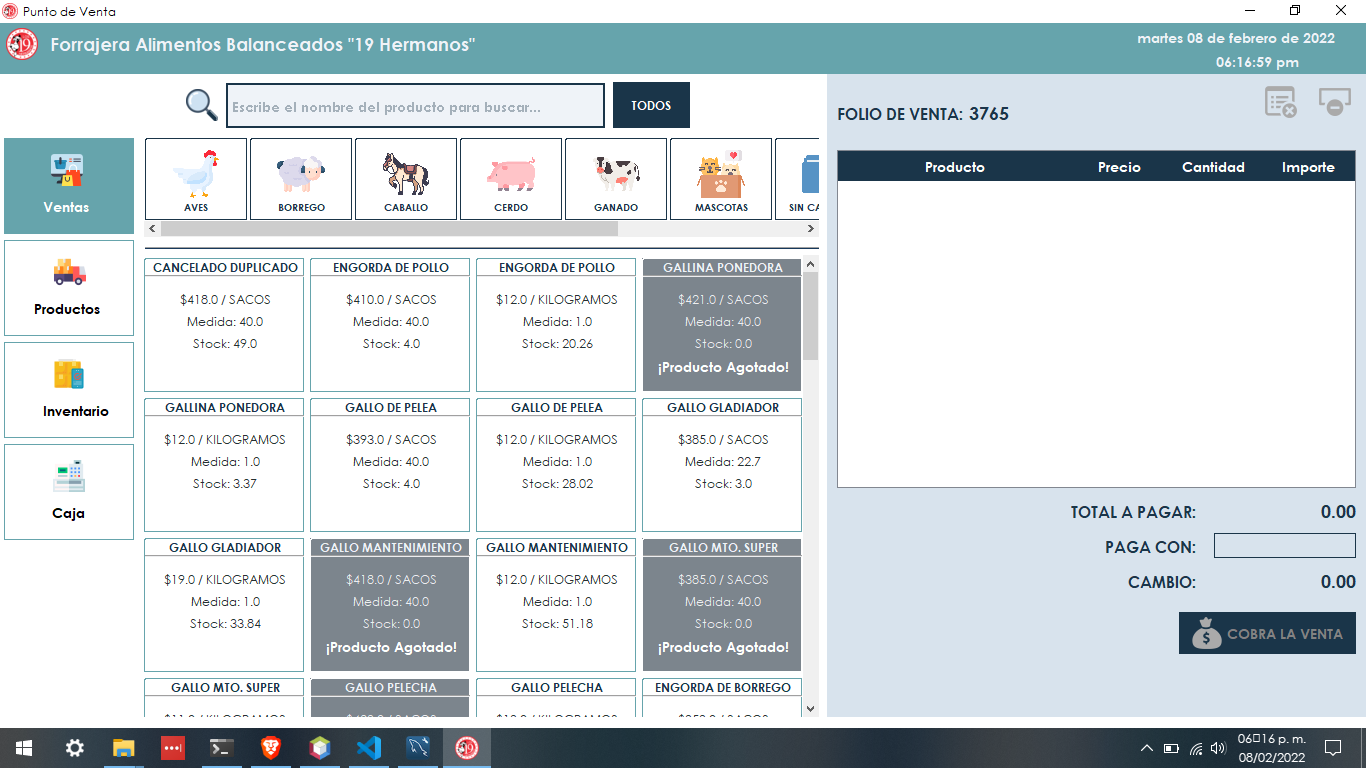 Punto de Venta
Forrajera Alimentos Balanceados "19 Hermanos"
martes 08 de febrero de 2022
06:16:59 pm
Escribe el nombre del producto para buscar...
TODOS
Ventas
Productos
Inventario
Caja
AVES
BORREGO
CABALLO
CERDO
GANADO
MASCOTAS
SIN CA
CANCELADO DUPLICADO
$418.0 / SACOS
Medida: 40.0
Stock: 49.0
ENGORDA DE POLLO
$410.0 / SACOS
Medida: 40.0
Stock: 4.0
ENGORDA DE POLLO
$12.0 / KILOGRAMOS
Medida: 1.0
Stock: 20.26
GALLINA PONEDORA
$421.0 / SACOS
Medida: 40.0
Stock: 0.0
¡Producto Agotado!
GALLINA PONEDORA
$12.0 / KILOGRAMOS
Medida: 1.0
Stock: 3.37
GALLO DE PELEA
$393.0 / SACOS
Medida: 40.0
Stock: 4.0
GALLO DE PELEA
$12.0 / KILOGRAMOS
Medida: 1.0
Stock: 28.02
GALLO GLADIADOR
$385.0 / SACOS
Medida: 22.7
Stock: 3.0
GALLO GLADIADOR
$19.0 / KILOGRAMOS
Medida: 1.0
Stock: 33.84
GALLO MANTENIMIENTO
$418.0 / SACOS
Medida: 40.0
Stock: 0.0
¡Producto Agotado!
GALLO MANTENIMIENTO
$12.0 / KILOGRAMOS
Medida: 1.0
Stock: 51.18
GALLO MTO. SUPER
$385.0 / SACOS
Medida: 40.0
Stock: 0.0
¡Producto Agotado!
GALLO MTO. SUPER
GALLO PELECHA
GALLO PELECHA
ENGORDA DE BORREGO
FOLIO DE VENTA: 3765
Producto Precio Cantidad Importe
TOTAL A PAGAR: 0.00
PAGA CON:
CAMBIO: 0.00
$ COBRA LA VENTA
19
06□16 p. m.
08/02/2022